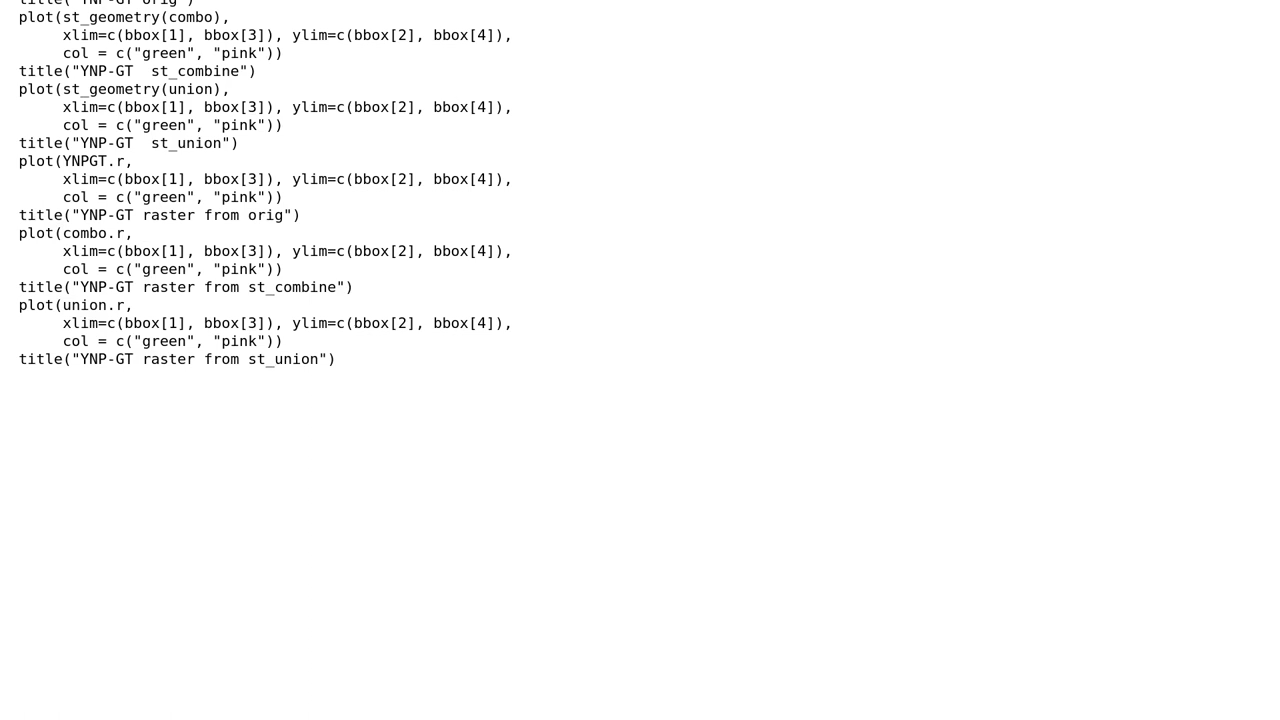 title("YNP-GT orig")
plot(st_geometry(combo),
     xlim=c(bbox[1], bbox[3]), ylim=c(bbox[2], bbox[4]),
     col = c("green", "pink"))
title("YNP-GT  st_combine")
plot(st_geometry(union),
     xlim=c(bbox[1], bbox[3]), ylim=c(bbox[2], bbox[4]),
     col = c("green", "pink"))
title("YNP-GT  st_union")
plot(YNPGT.r,
     xlim=c(bbox[1], bbox[3]), ylim=c(bbox[2], bbox[4]),
     col = c("green", "pink"))
title("YNP-GT raster from orig")
plot(combo.r,
     xlim=c(bbox[1], bbox[3]), ylim=c(bbox[2], bbox[4]),
     col = c("green", "pink"))
title("YNP-GT raster from st_combine")
plot(union.r,
     xlim=c(bbox[1], bbox[3]), ylim=c(bbox[2], bbox[4]),
     col = c("green", "pink"))
title("YNP-GT raster from st_union")